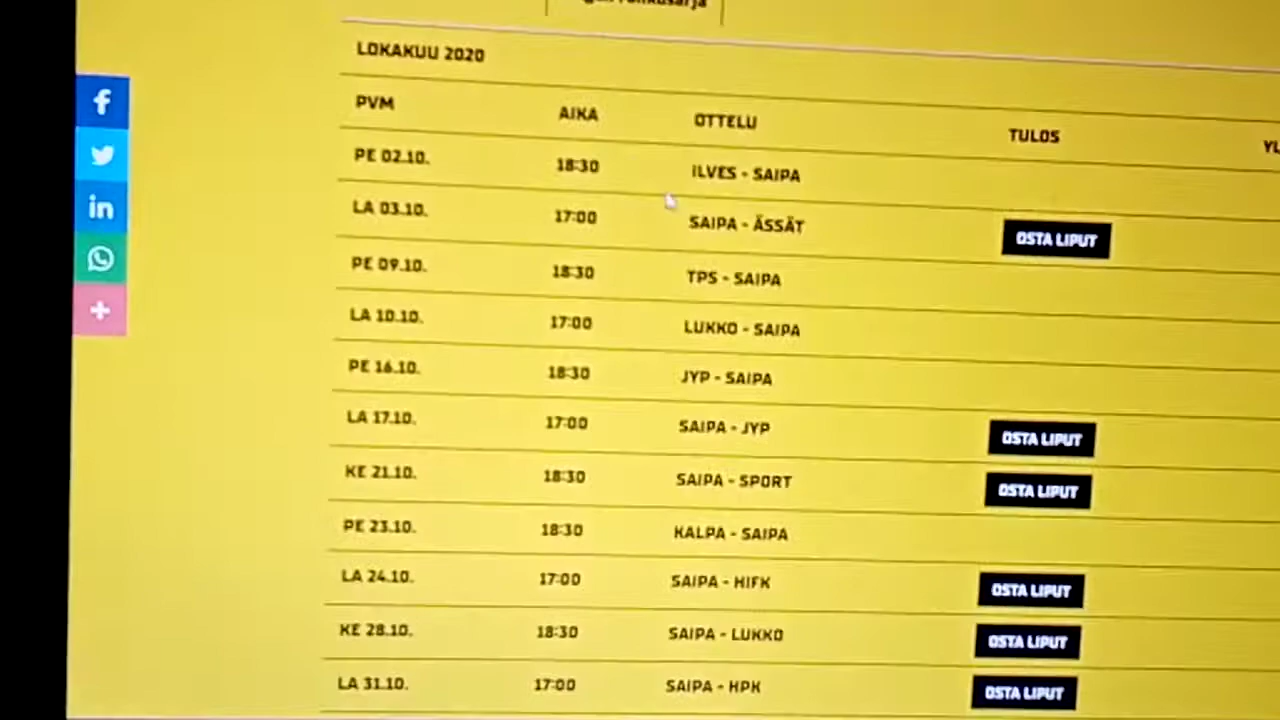 LOKAKUU 2020
PVM AIKA OTTELU TULOS
PE 02.10. 18:30 ILVES - SAIPA
LA 03.10. 17:00 SAIPA - ÄSSÄT OSTA LIPUT
PE 09.10. 18:30 TPS - SAIPA
LA 10.10. 17:00 LUKKO - SAIPA
PE 16.10. 18:30 JYP - SAIPA
LA 17.10. 17:00 SAIPA - JYP OSTA LIPUT
KE 21.10. 18:30 SAIPA - SPORT OSTA LIPUT
PE 23.10. 18:30 KALPA - SAIPA
LA 24.10. 17:00 SAIPA - HIFK OSTA LIPUT
KE 28.10. 18:30 SAIPA - LUKKO OSTA LIPUT
LA 31.10. 17:00 SAIPA - HPK OSTA LIPUT